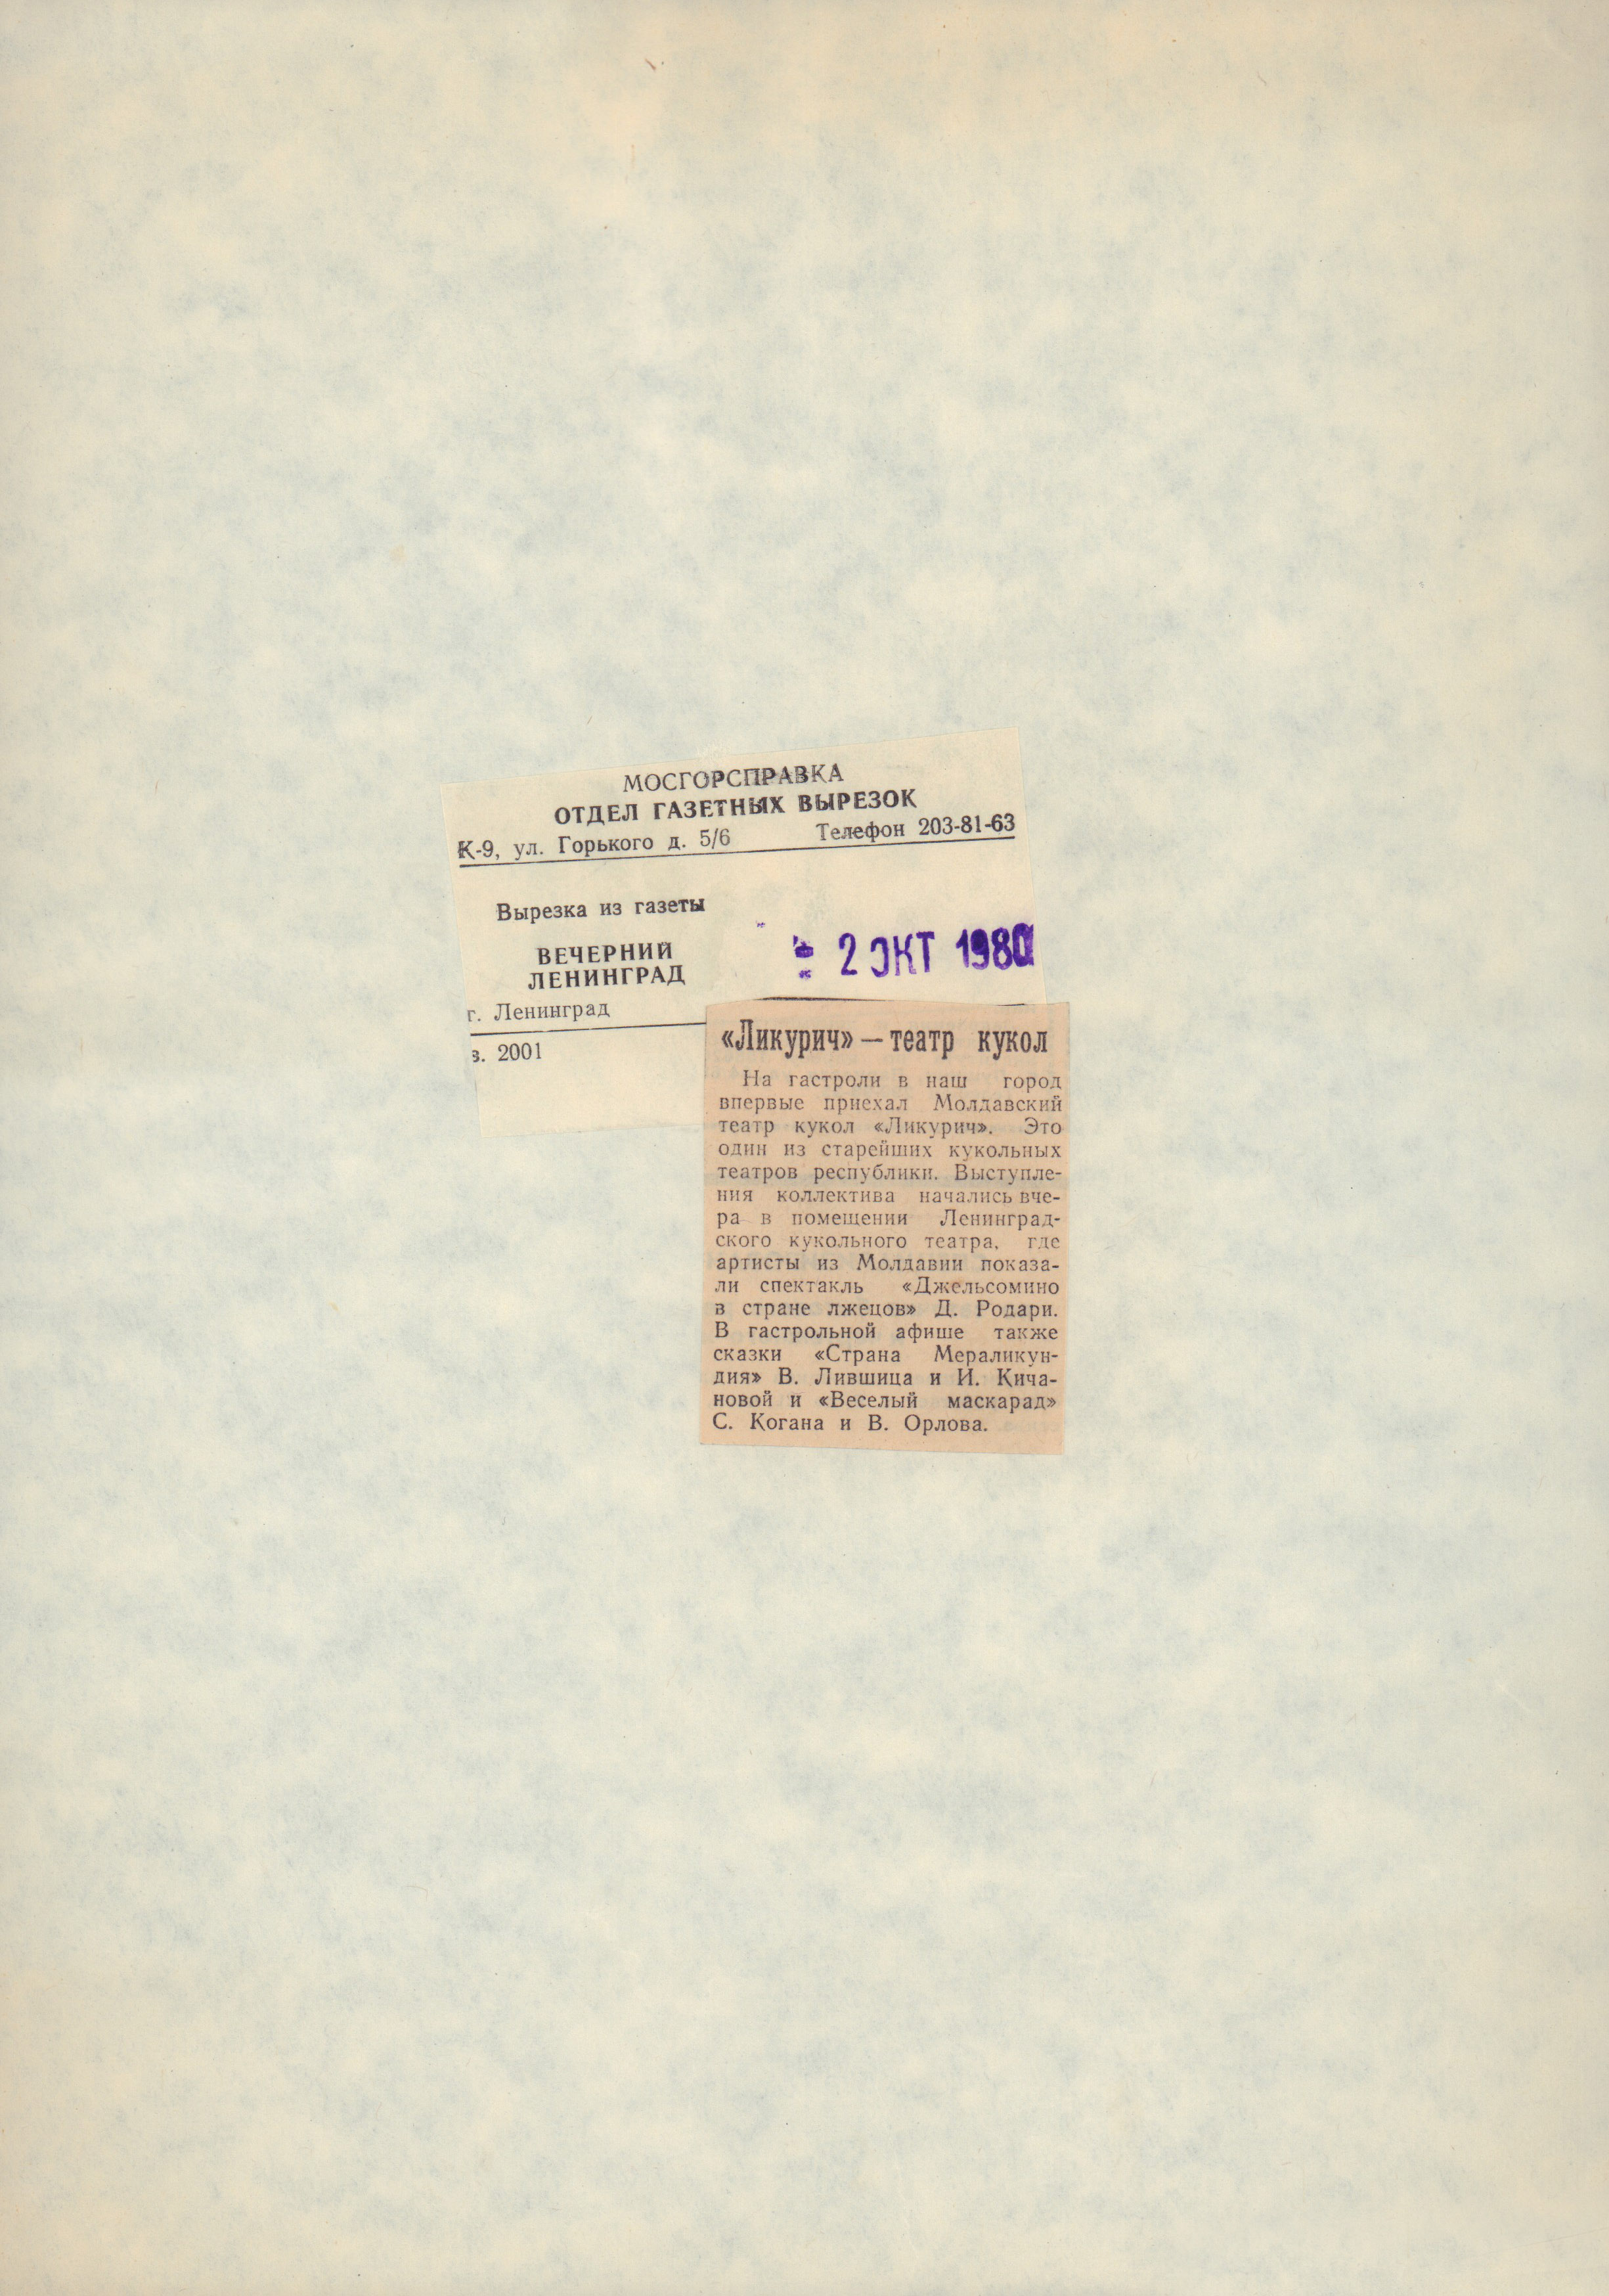 МОСГОРСПРАВКА
ОТДЕЛ ГАЗЕТНЫХ ВЫРЕЗОК
К-9, ул. Горького д. 5/6 Телефон 203-81-63
Вырезка из газеты
ВЕЧЕРНИЙ
ЛЕНИНГРАД
2 ОКТ 1980
г. Ленинград
з. 2001
«Ликурич» — театр кукол
На гастроли в наш город
впервые приехал Молдавский
театр кукол «Ликурич». Это
один из старейших кукольных
театров республики. Выступле-
ния коллектива начались вче-
ра в помещении Ленинград-
ского кукольного театра, где
артисты из Молдавии показа-
ли спектакль «Джельсомино
в стране лжецов» Д. Родари.
В гастрольной афише также
сказки «Страна Мераликун-
дия» В. Лившица и И. Кича-
новой и «Веселый маскарад»
С. Когана и В. Орлова.